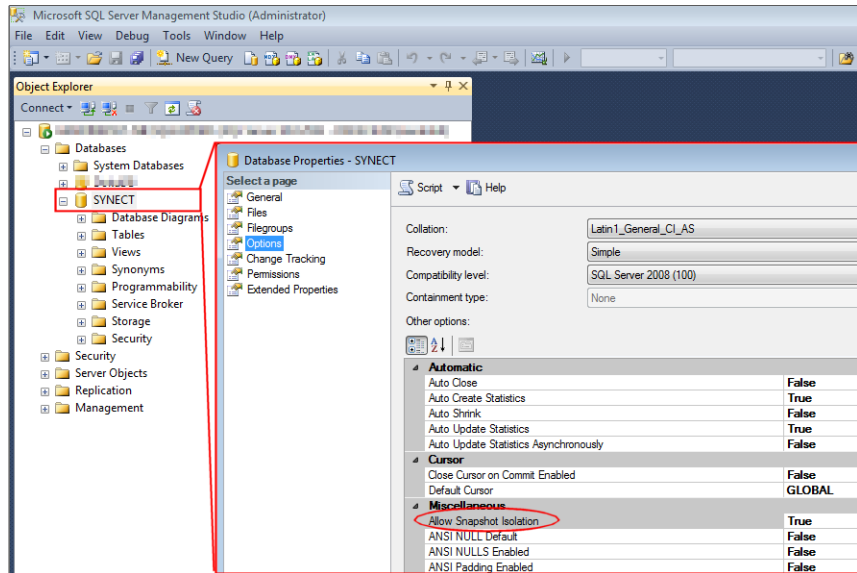 Microsoft SQL Server Management Studio (Administrator)
File Edit View Debug Tools Window Help
New Query
Object Explorer
Connect
Databases
System Databases
SYNECT
Database Diagrams
Tables
Views
Synonyms
Programmability
Service Broker
Storage
Security
Security
Server Objects
Replication
Management
Database Properties - SYNECT
Select a page
General
Files
Filegroups
Options
Change Tracking
Permissions
Extended Properties
Script Help
Collation: Latin1_General_CI_AS
Recovery model: Simple
Compatibility level: SQL Server 2008 (100)
Containment type: None
Other options:
Automatic
Auto Close False
Auto Create Statistics True
Auto Shrink False
Auto Update Statistics True
Auto Update Statistics Asynchronously False
Cursor
Close Cursor on Commit Enabled False
Default Cursor GLOBAL
Miscellaneous
Allow Snapshot Isolation True
ANSI NULL Default False
ANSI NULLS Enabled False
ANSI Padding Enabled False